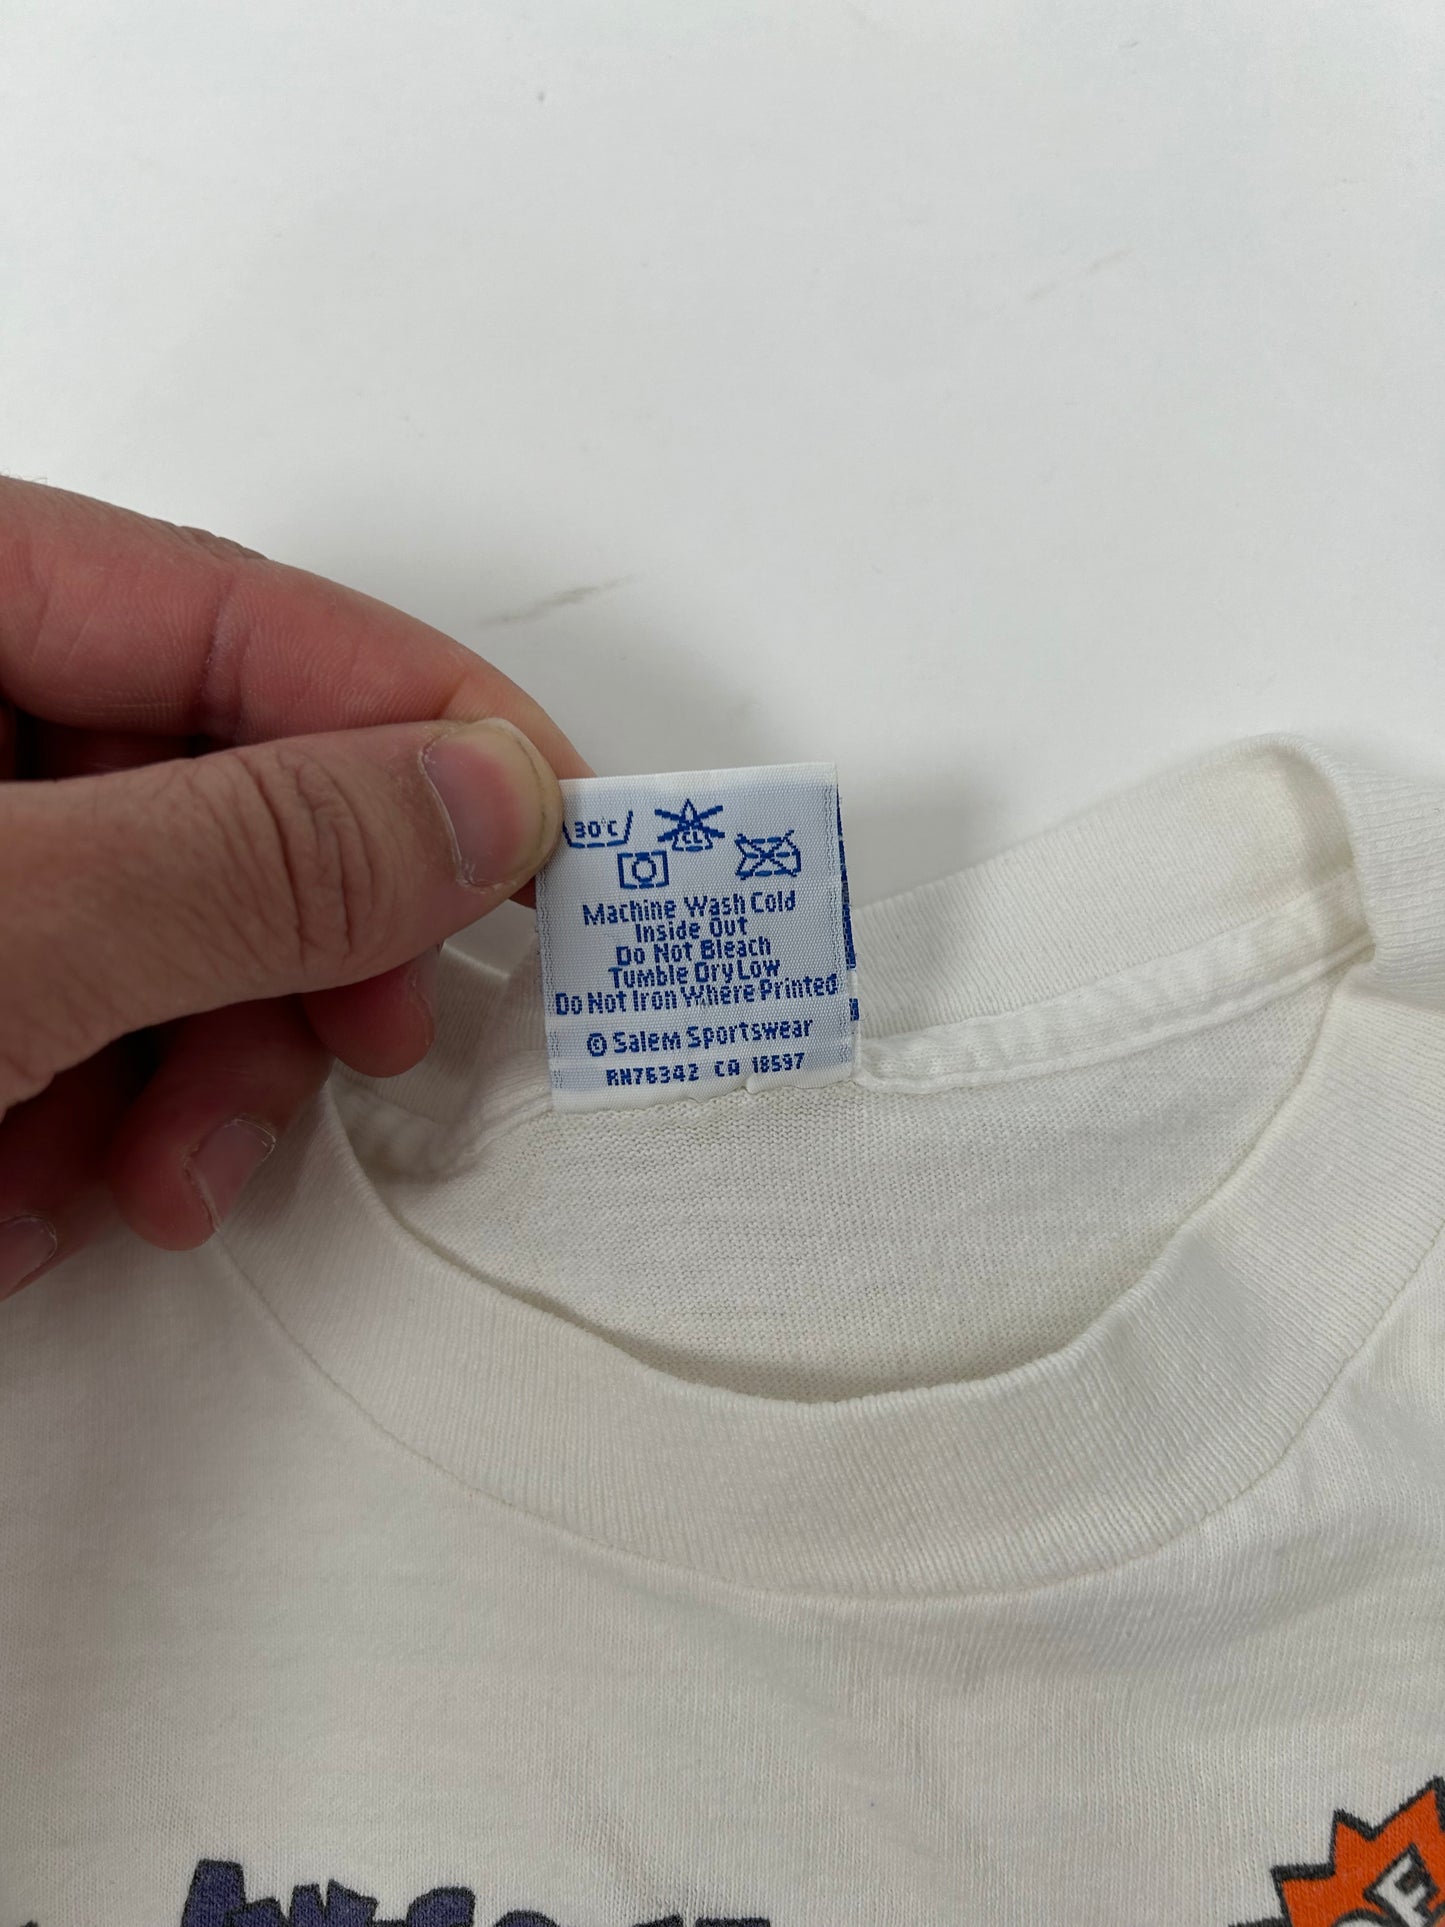 30°C
CL
Machine Wash Cold
Inside Out
Do Not Bleach
Tumble Dry Low
Do Not Iron Where Printed
© Salem Sportswear
RN76342 CA 18597